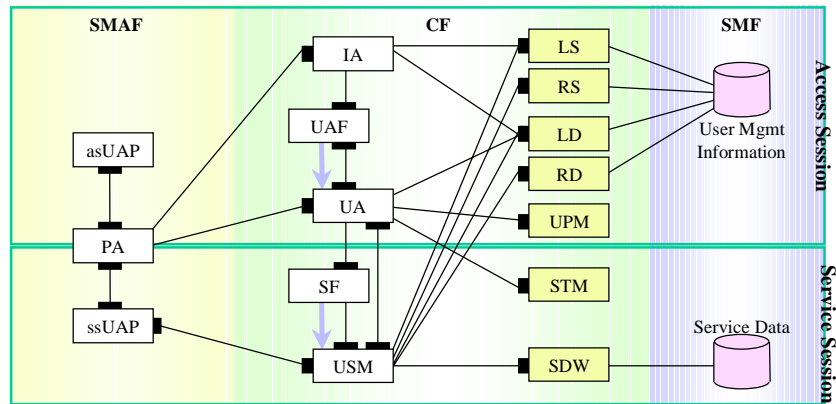 SMAF CF SMF
IA LS
RS
UAF LD
User Mgmt
Information
asUAP
RD
UA UPM
PA
Access Session
SF STM
ssUAP
Service Data
USM SDW
Service Session